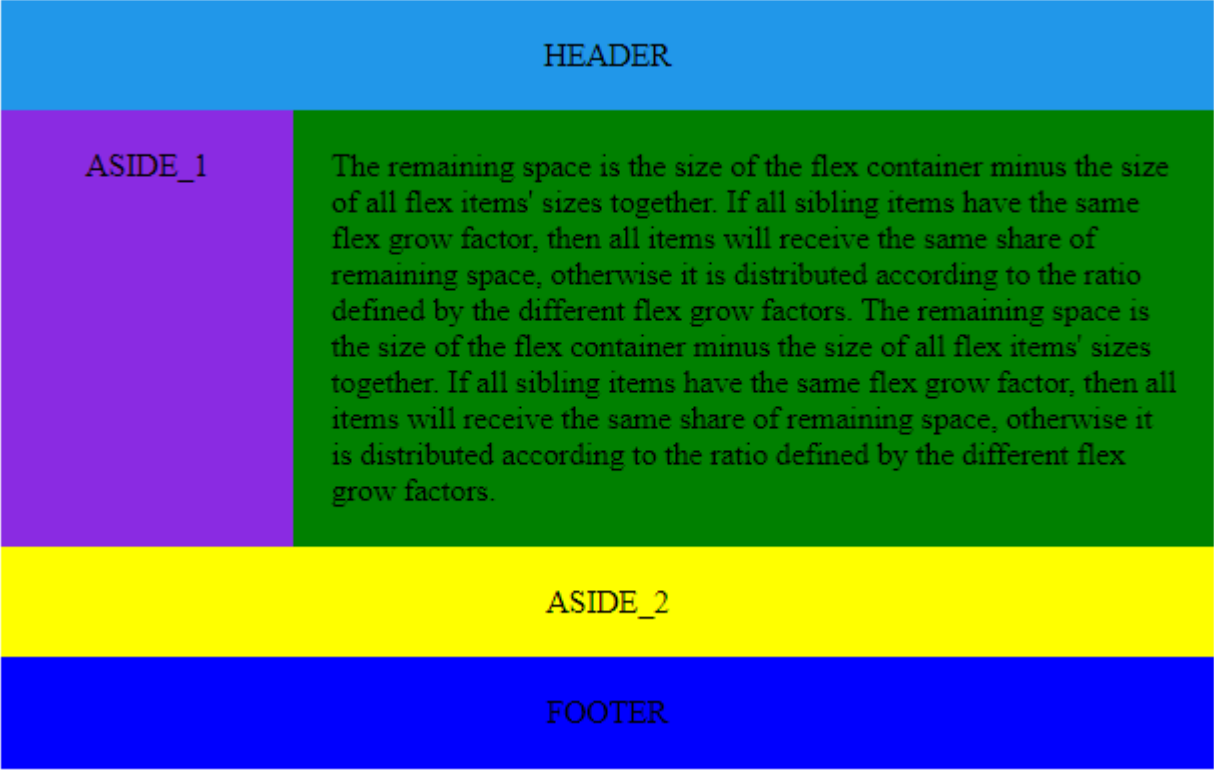 HEADER
ASIDE_1
The remaining space is the size of the flex container minus the size
of all flex items' sizes together. If all sibling items have the same
flex grow factor, then all items will receive the same share of
remaining space, otherwise it is distributed according to the ratio
defined by the different flex grow factors. The remaining space is
the size of the flex container minus the size of all flex items' sizes
together. If all sibling items have the same flex grow factor, then all
items will receive the same share of remaining space, otherwise it
is distributed according to the ratio defined by the different flex
grow factors.
ASIDE_2
FOOTER